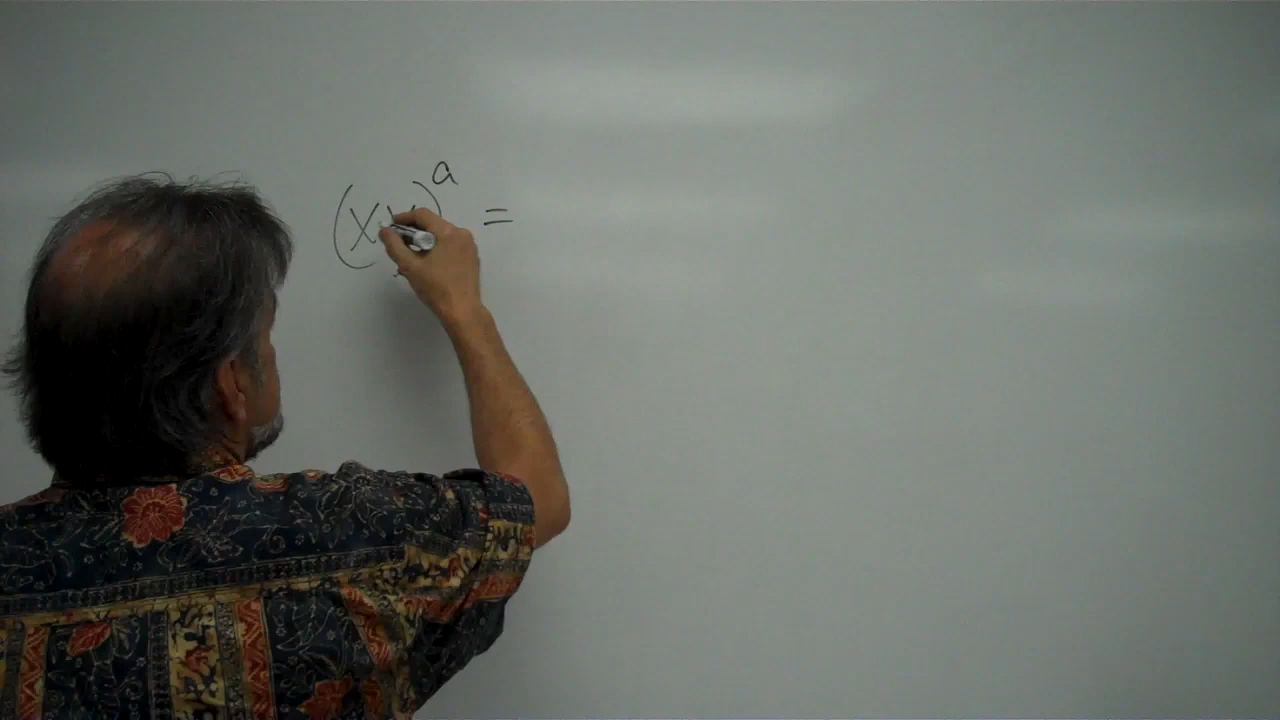 (xy)^a =